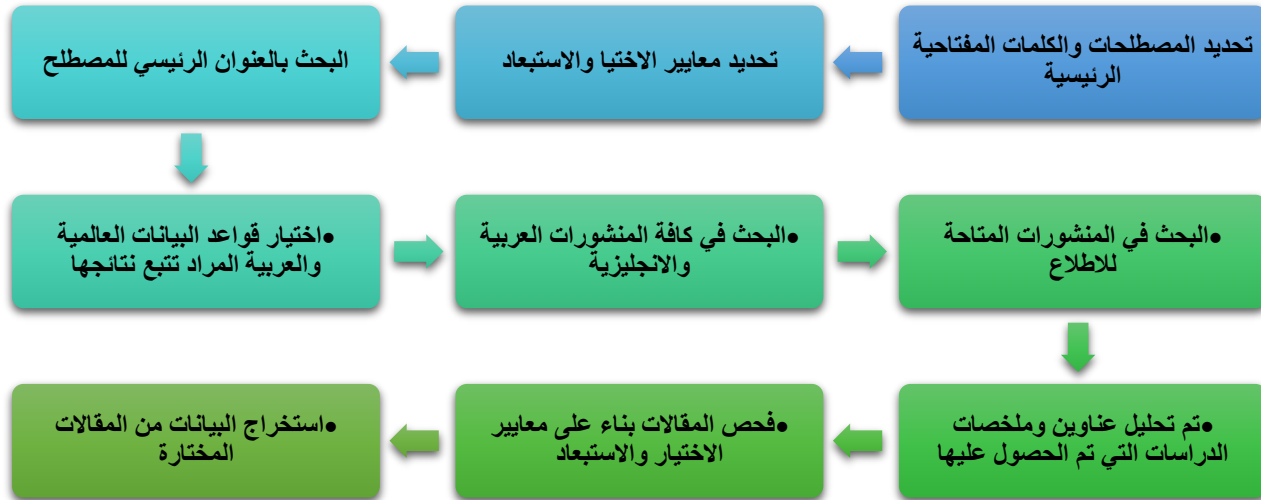 تحديد المصطلحات والكلمات المفتاحية
الرئيسية
تحديد معايير الاختيا والاستبعاد
البحث بالعنوان الرئيسي للمصطلح
•اختيار قواعد البيانات العالمية
والعربية المراد تتبع نتائجها
•البحث في كافة المنشورات العربية
والانجليزية
•البحث في المنشورات المتاحة
للاطلاع
•تم تحليل عناوين وملخصات
الدراسات التي تم الحصول عليها
•فحص المقالات بناء على معايير
الاختيار والاستبعاد
•استخراج البيانات من المقالات
المختارة